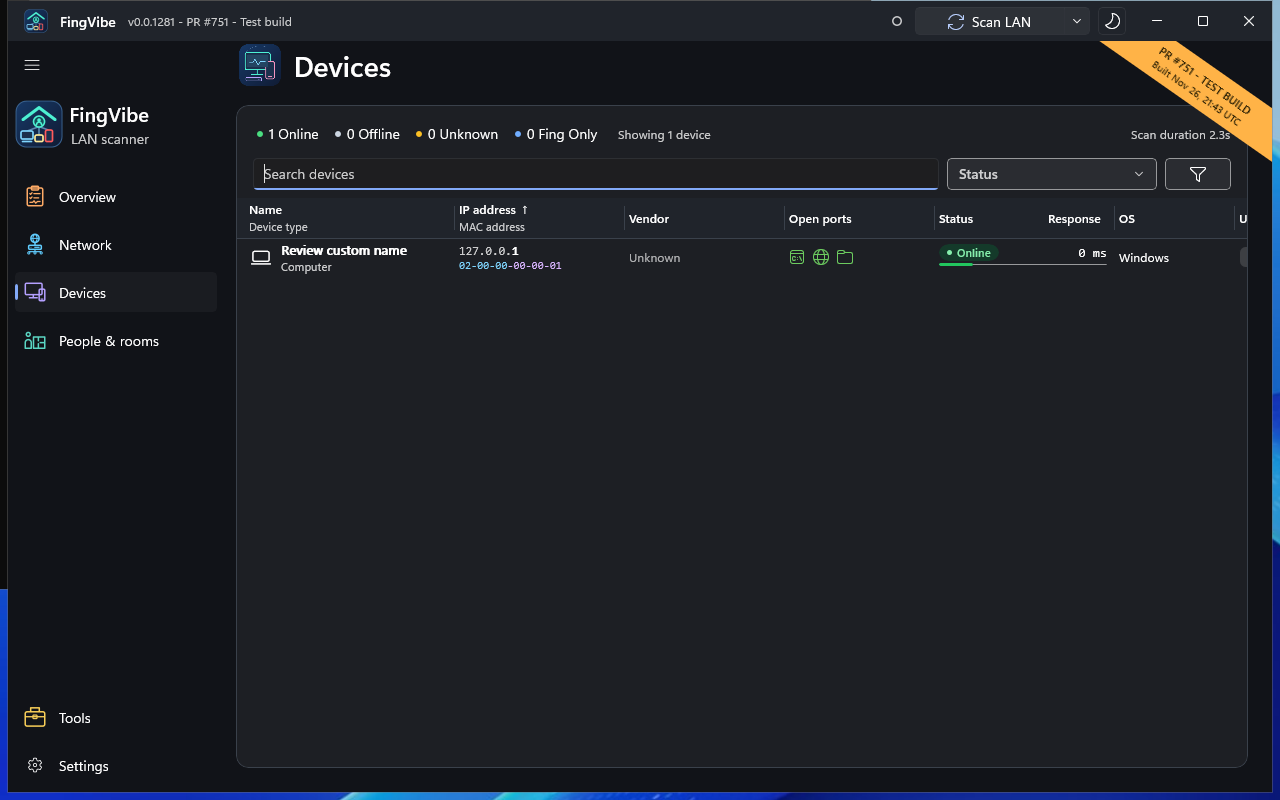 FingVibe v0.0.1281 - PR #751 - Test build
Scan LAN
PR #751 - TEST BUILD
Built Nov 26, 21:43 UTC
Devices
FingVibe
LAN scanner
Overview
Network
Devices
People & rooms
Tools
Settings
1 Online 0 Offline 0 Unknown 0 Fing Only Showing 1 device Scan duration 2.3s
Search devices
Status
Name
Device type
IP address ↑
MAC address
Vendor
Open ports
Status
Response
OS
U
Review custom name
Computer
127.0.0.1
02-00-00-00-00-01
Unknown
Online
0 ms
Windows